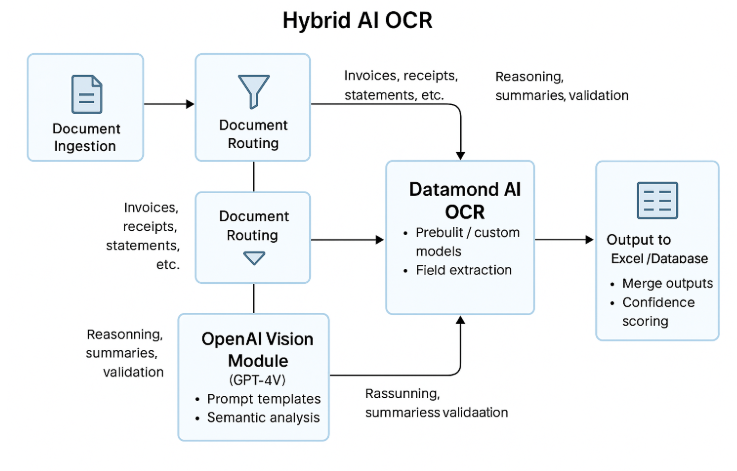 Hybrid AI OCR
Document
Ingestion
Document
Routing
Invoices, receipts,
statements, etc.
Reasoning,
summaries, validation
Invoices,
receipts,
statements,
etc.
Document
Routing
Datamond AI
OCR
• Prebulit / custom
models
• Field extraction
Output to
Excel /Database
• Merge outputs
• Confidence
scoring
Reasonning,
summaries,
validation
OpenAI Vision
Module
(GPT-4V)
• Prompt templates
• Semantic analysis
Rassunning,
summariess validaation